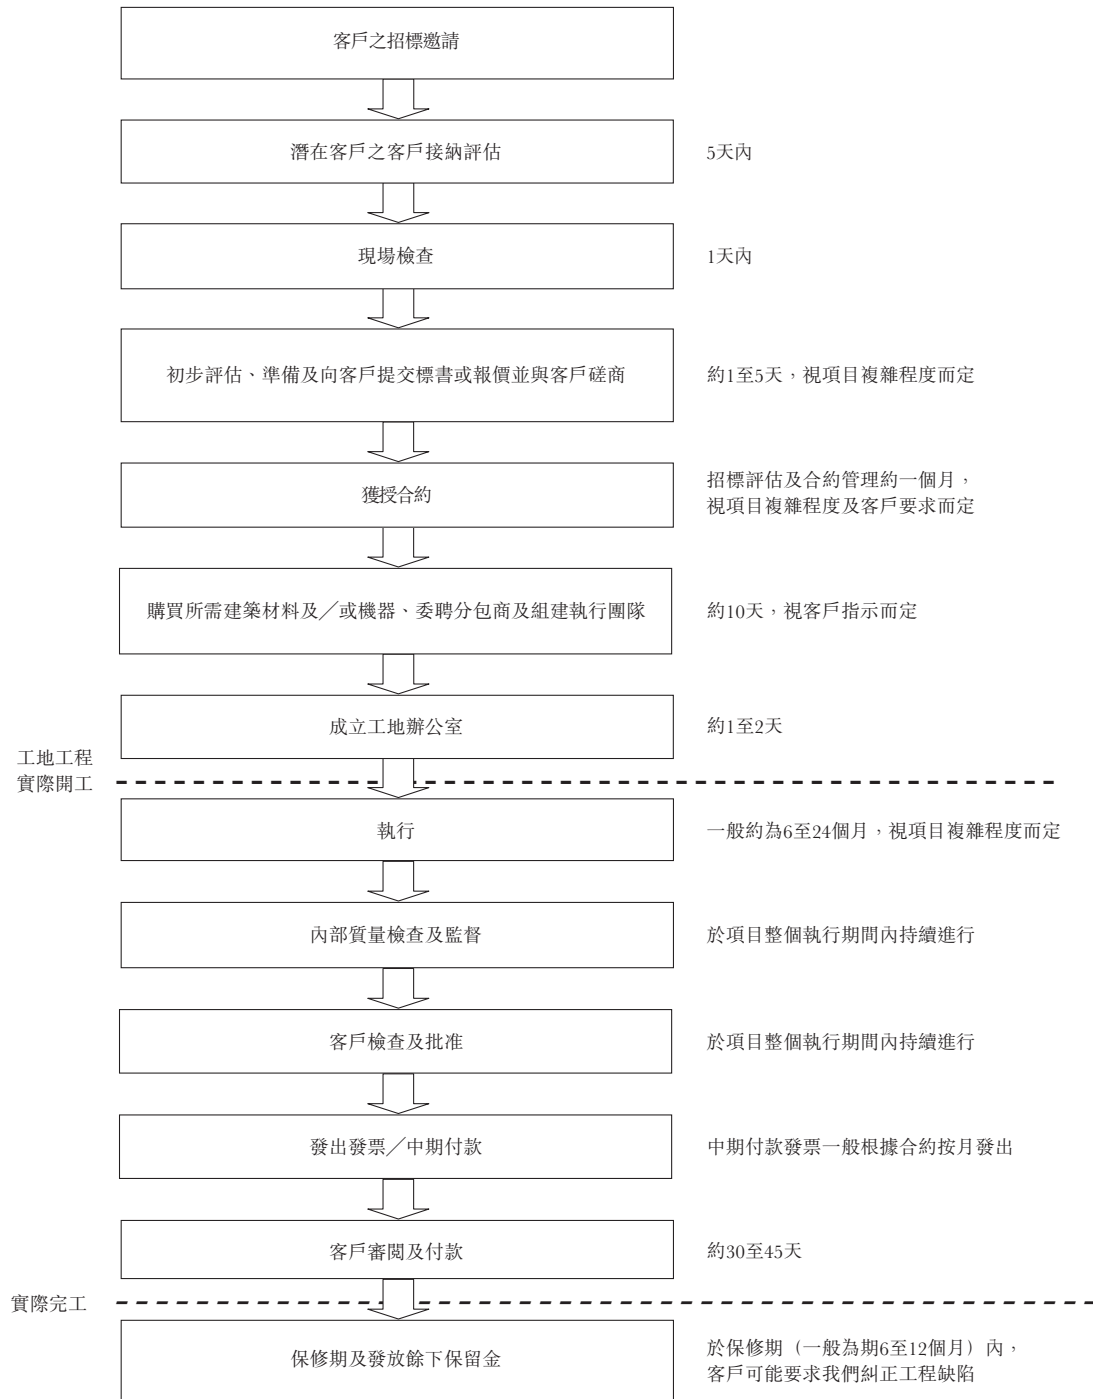 客戶之招標邀請
潛在客戶之客戶接納評估
5天內
現場檢查
1天內
初步評估、準備及向客戶提交標書或報價並與客戶磋商
約1至5天，視項目複雜程度而定
獲授合約
招標評估及合約管理約一個月，
視項目複雜程度及客戶要求而定
購買所需建築材料及／或機器、委聘分包商及組建執行團隊
約10天，視客戶指示而定
成立工地辦公室
約1至2天
工地工程
實際開工
執行
一般約為6至24個月，視項目複雜程度而定
內部質量檢查及監督
於項目整個執行期間內持續進行
客戶檢查及批准
於項目整個執行期間內持續進行
發出發票／中期付款
中期付款發票一般根據合約按月發出
客戶審閱及付款
約30至45天
實際完工
保修期及發放餘下保留金
於保修期（一般為期6至12個月）內，
客戶可能要求我們糾正工程缺陷